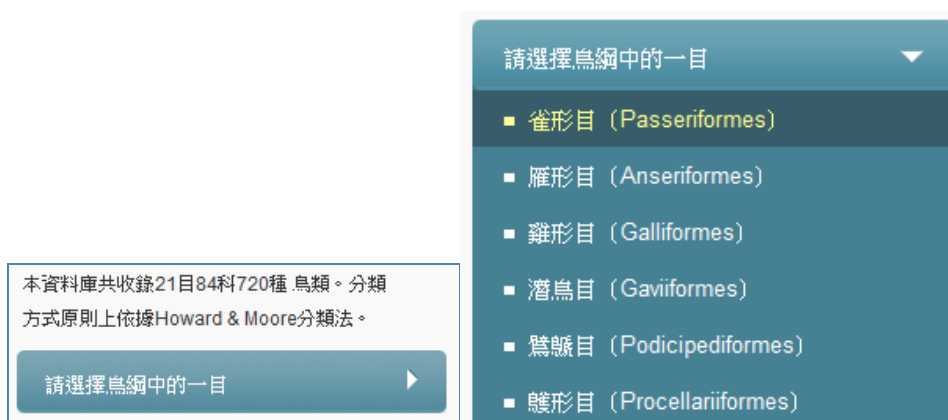 本資料庫共收錄21目84科720種 鳥類。分類
方式原則上依據Howard & Moore分類法。
請選擇鳥綱中的一目
請選擇鳥綱中的一目
雀形目（Passeriformes）
雁形目（Anseriformes）
雞形目（Galliformes）
潛鳥目（Gaviiformes）
鷿鷈目（Podicipediformes）
鸌形目（Procellariiformes）